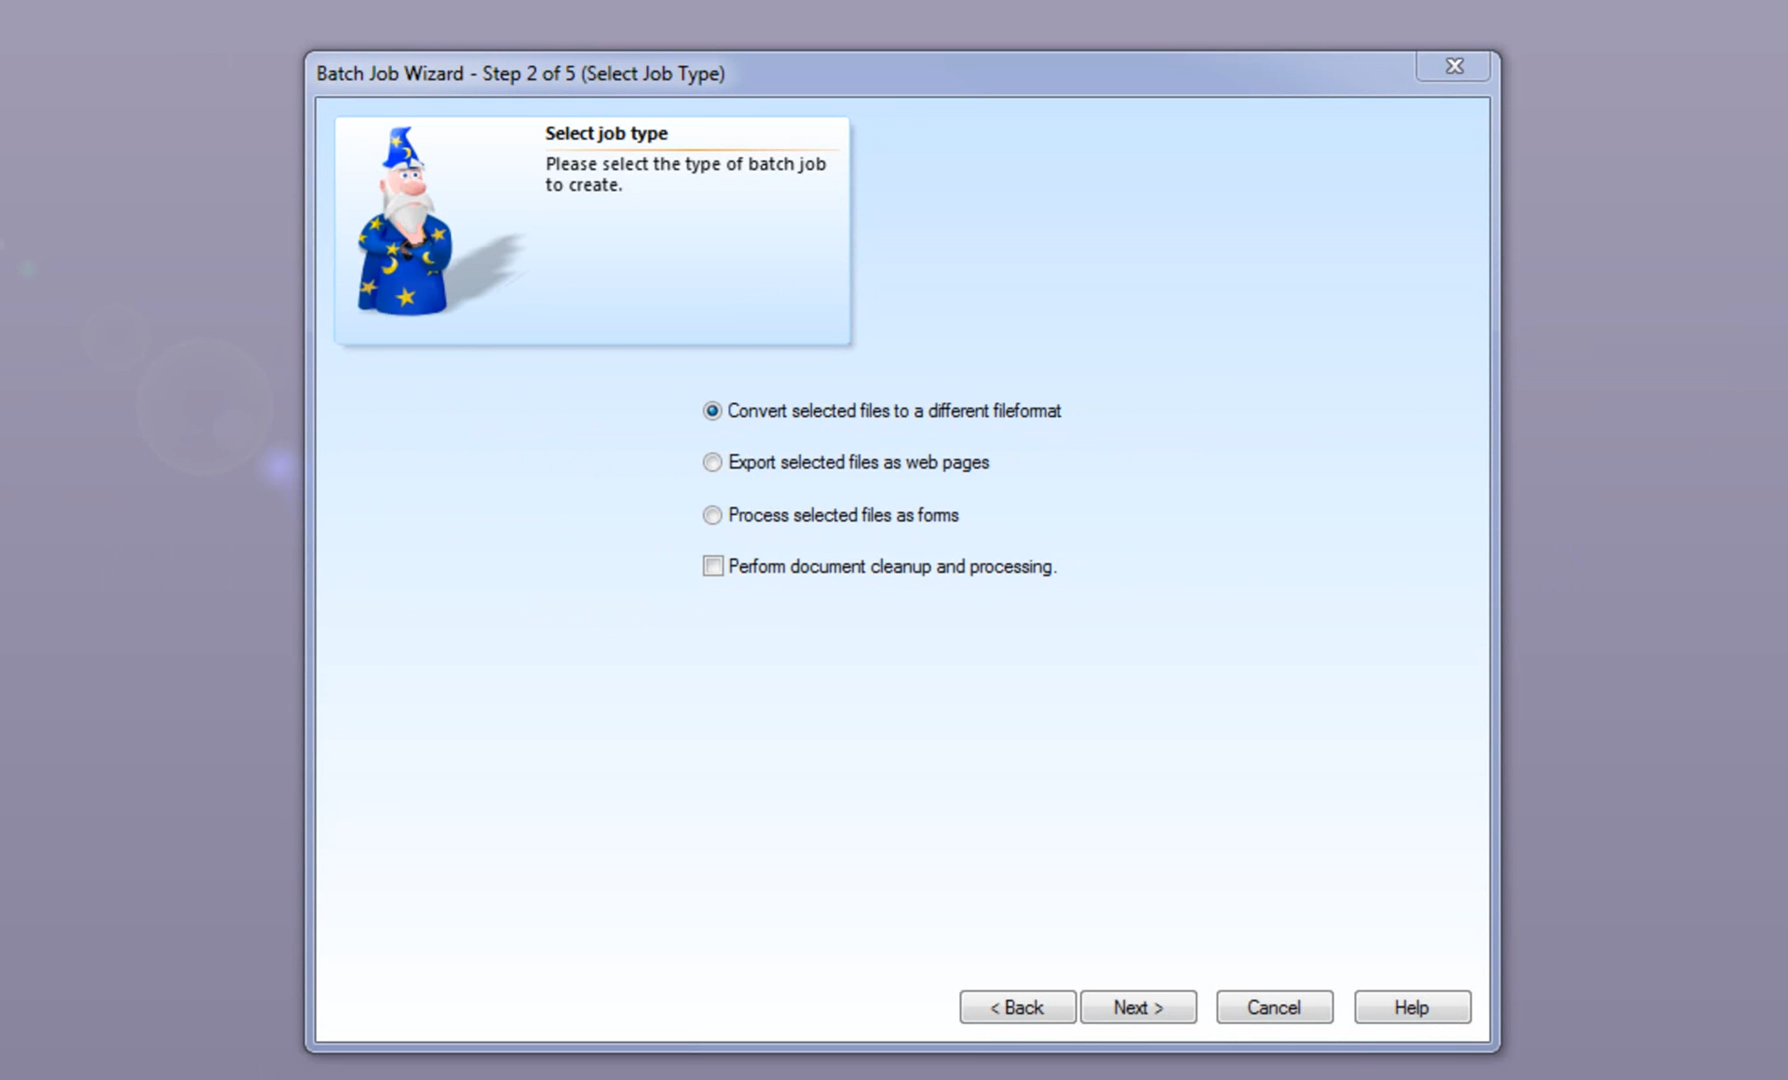 Batch Job Wizard - Step 2 of 5 (Select Job Type)
Select job type
Please select the type of batch job
to create.
Convert selected files to a different fileformat
Export selected files as web pages
Process selected files as forms
Perform document cleanup and processing.
< Back
Next >
Cancel
Help